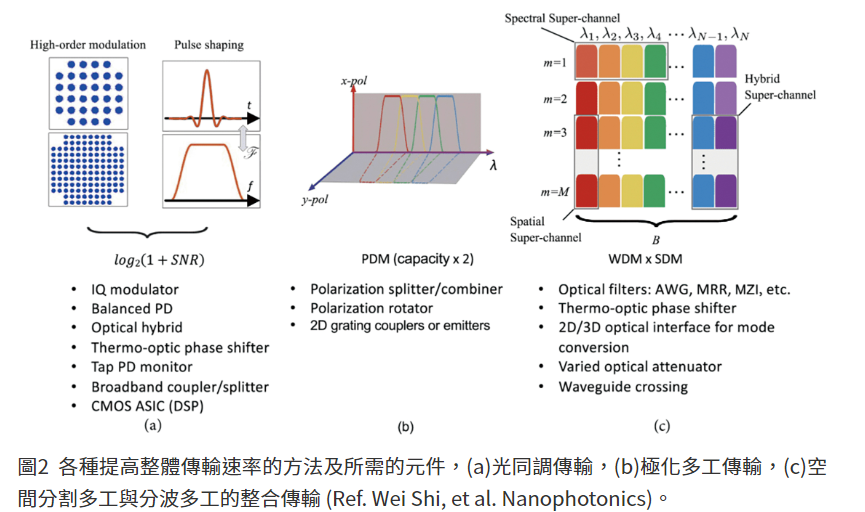 High-order modulation
Pulse shaping
t
ℱ
f
log₂(1 + SNR)
• IQ modulator
• Balanced PD
• Optical hybrid
• Thermo-optic phase shifter
• Tap PD monitor
• Broadband coupler/splitter
• CMOS ASIC (DSP)
(a)
x-pol
λ
y-pol
PDM (capacity x 2)
• Polarization splitter/combiner
• Polarization rotator
• 2D grating couplers or emitters
(b)
Spectral Super-channel
λ₁, λ₂, λ₃, λ₄ ⋯ λN−1, λN
m=1
Hybrid
Super-channel
m=2
m=3
m=M
Spatial
Super-channel
B
WDM x SDM
• Optical filters: AWG, MRR, MZI, etc.
• Thermo-optic phase shifter
• 2D/3D optical interface for mode
conversion
• Varied optical attenuator
• Waveguide crossing
(c)
圖2 各種提高整體傳輸速率的方法及所需的元件，(a)光同調傳輸，(b)極化多工傳輸，(c)空
間分割多工與分波多工的整合傳輸 (Ref. Wei Shi, et al. Nanophotonics)。